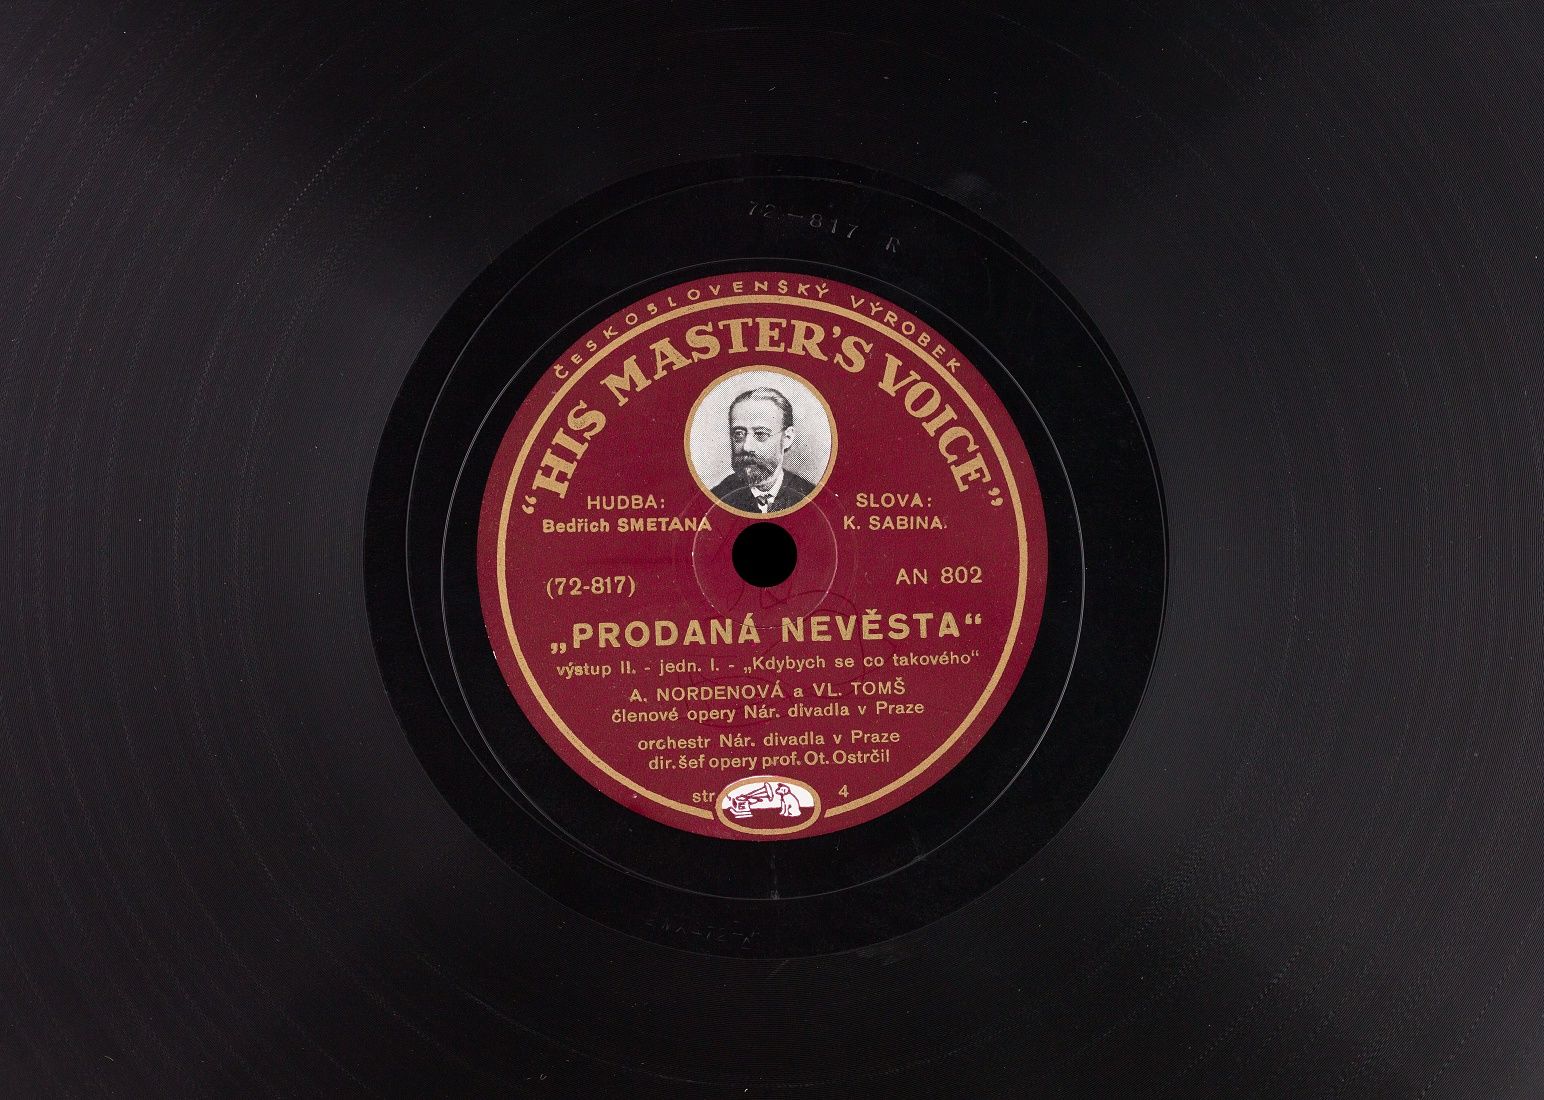 72-817 R
ČESKOSLOVENSKÝ VÝROBEK
“HIS MASTER'S VOICE”
HUDBA:
Bedřich SMETANA
SLOVA:
K. SABINA.
(72-817)
AN 802
„PRODANÁ NEVĚSTA“
výstup II. - jedn. I. - „Kdybych se co takového“
A. NORDENOVÁ a VL. TOMŠ
členové opery Nár. divadla v Praze
orchestr Nár. divadla v Praze
dir. šef opery prof. Ot. Ostrčil
str. 4